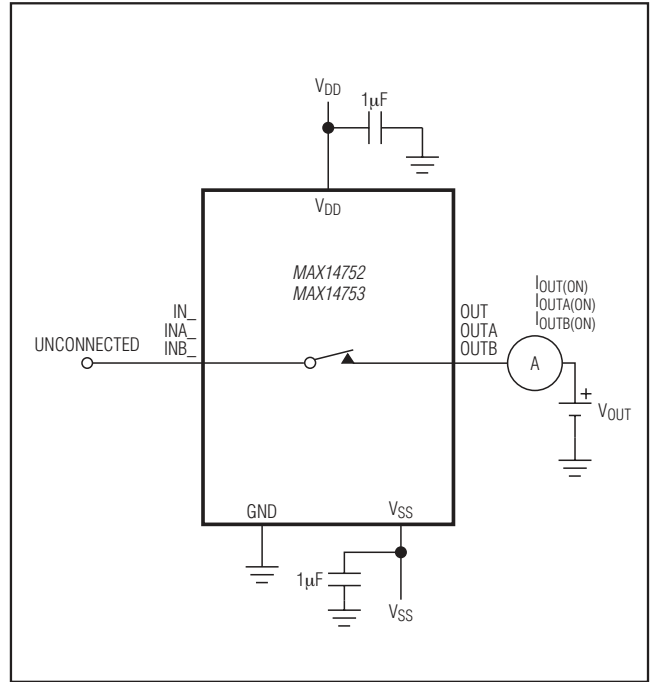 VDD
1µF
VDD
MAX14752
MAX14753
IN_
INA_
INB_
UNCONNECTED
OUT
OUTA
OUTB
IOUT(ON)
IOUTA(ON)
IOUTB(ON)
A
+
VOUT
GND
VSS
1µF
VSS